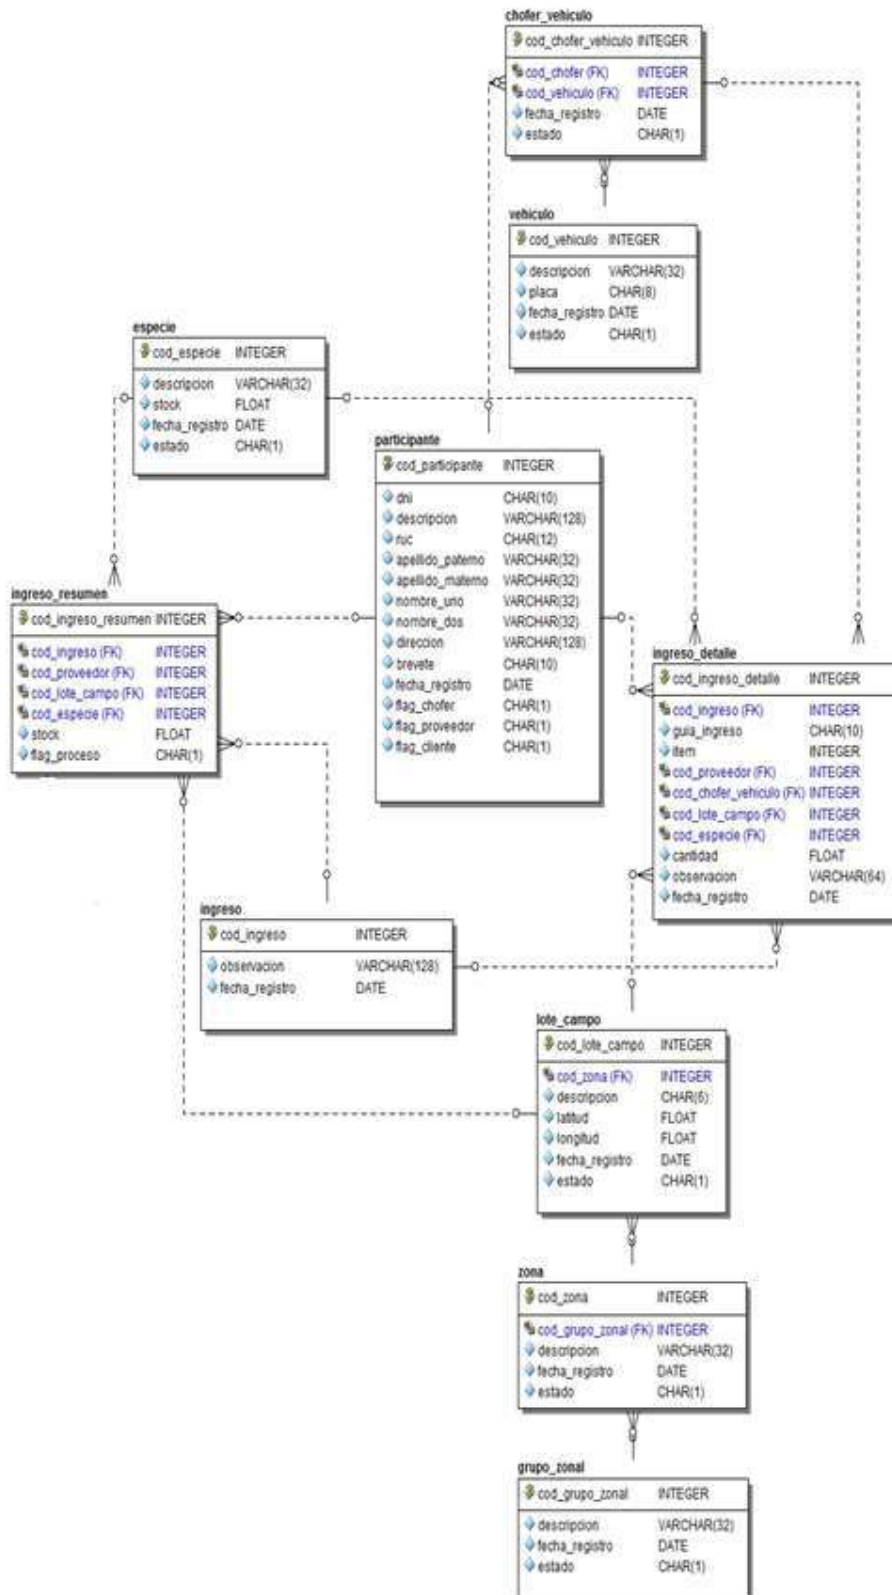 chofer_vehiculo
cod_chofer_vehiculo INTEGER
cod_chofer (FK) INTEGER
cod_vehiculo (FK) INTEGER
fecha_registro DATE
estado CHAR(1)
vehiculo
cod_vehiculo INTEGER
descripcion VARCHAR(32)
placa CHAR(8)
fecha_registro DATE
estado CHAR(1)
especie
cod_especie INTEGER
descripcion VARCHAR(32)
stock FLOAT
fecha_registro DATE
estado CHAR(1)
participante
cod_participante INTEGER
dni CHAR(10)
descripcion VARCHAR(128)
ruc CHAR(12)
apellido_paterno VARCHAR(32)
apellido_materno VARCHAR(32)
nombre_uno VARCHAR(32)
nombre_dos VARCHAR(32)
direccion VARCHAR(128)
brevete CHAR(10)
fecha_registro DATE
flag_chofer CHAR(1)
flag_proveedor CHAR(1)
flag_cliente CHAR(1)
ingreso_resumen
cod_ingreso_resumen INTEGER
cod_ingreso (FK) INTEGER
cod_proveedor (FK) INTEGER
cod_lote_campo (FK) INTEGER
cod_especie (FK) INTEGER
stock FLOAT
flag_proceso CHAR(1)
ingreso_detalle
cod_ingreso_detalle INTEGER
cod_ingreso (FK) INTEGER
guia_ingreso CHAR(10)
item INTEGER
cod_proveedor (FK) INTEGER
cod_chofer_vehiculo (FK) INTEGER
cod_lote_campo (FK) INTEGER
cod_especie (FK) INTEGER
cantidad FLOAT
observacion VARCHAR(64)
fecha_registro DATE
ingreso
cod_ingreso INTEGER
observacion VARCHAR(128)
fecha_registro DATE
lote_campo
cod_lote_campo INTEGER
cod_zona (FK) INTEGER
descripcion CHAR(6)
latitud FLOAT
longitud FLOAT
fecha_registro DATE
estado CHAR(1)
zona
cod_zona INTEGER
cod_grupo_zonal (FK) INTEGER
descripcion VARCHAR(32)
fecha_registro DATE
estado CHAR(1)
grupo_zonal
cod_grupo_zonal INTEGER
descripcion VARCHAR(32)
fecha_registro DATE
estado CHAR(1)